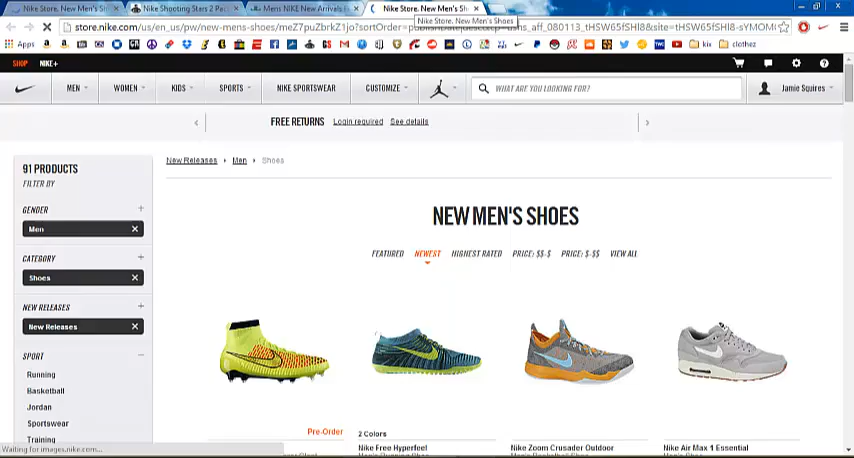 Nike Store. New Men's Sh
Nike Shooting Stars 2 Pac
Mens NIKE New Arrivals F
Nike Store. New Men's Sh
Nike Store. New Men's Shoes
store.nike.com/us/en_us/pw/new-mens-shoes/meZ7puZbrkZ1jo?sortOrder=
Apps
kix
clothez
SHOP NIKE+
MEN WOMEN KIDS SPORTS NIKE SPORTSWEAR CUSTOMIZE WHAT ARE YOU LOOKING FOR? Jamie Squires
FREE RETURNS Login required See details
91 PRODUCTS
FILTER BY
New Releases Men Shoes
GENDER
Men
CATEGORY
Shoes
NEW RELEASES
New Releases
SPORT
Running
Basketball
Jordan
Sportswear
Training
NEW MEN'S SHOES
FEATURED NEWEST HIGHEST RATED PRICE: $$-$ PRICE: $-$$ VIEW ALL
Pre-Order
2 Colors
Nike Free Hyperfeel
Nike Zoom Crusader Outdoor
Nike Air Max 1 Essential
Waiting for images.nike.com...